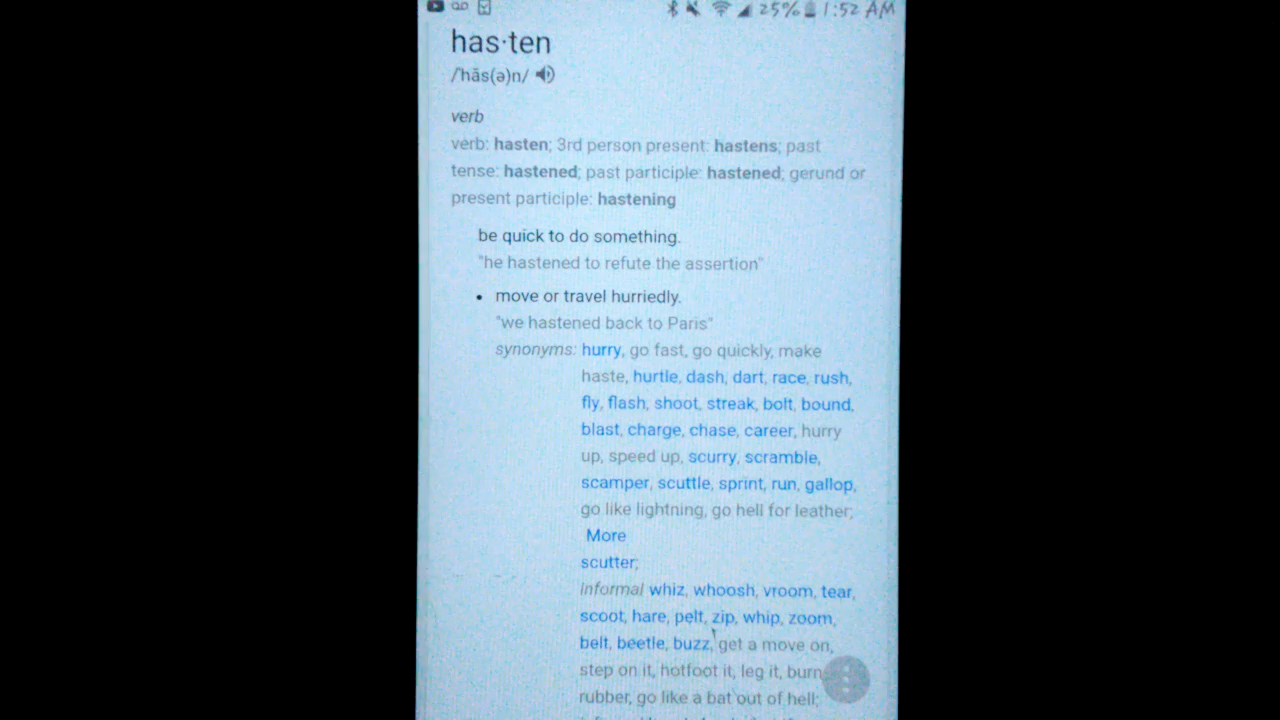 25% 1:52 AM
has·ten
/ˈhās(ə)n/
verb
verb: hasten; 3rd person present: hastens; past
tense: hastened; past participle: hastened; gerund or
present participle: hastening
be quick to do something.
"he hastened to refute the assertion"
• move or travel hurriedly.
"we hastened back to Paris"
synonyms: hurry, go fast, go quickly, make
haste, hurtle, dash, dart, race, rush,
fly, flash, shoot, streak, bolt, bound,
blast, charge, chase, career, hurry
up, speed up, scurry, scramble,
scamper, scuttle, sprint, run, gallop,
go like lightning, go hell for leather;
More
scutter;
informal whiz, whoosh, vroom, tear,
scoot, hare, pelt, zip, whip, zoom,
belt, beetle, buzz, get a move on,
step on it, hotfoot it, leg it, burn
rubber, go like a bat out of hell;